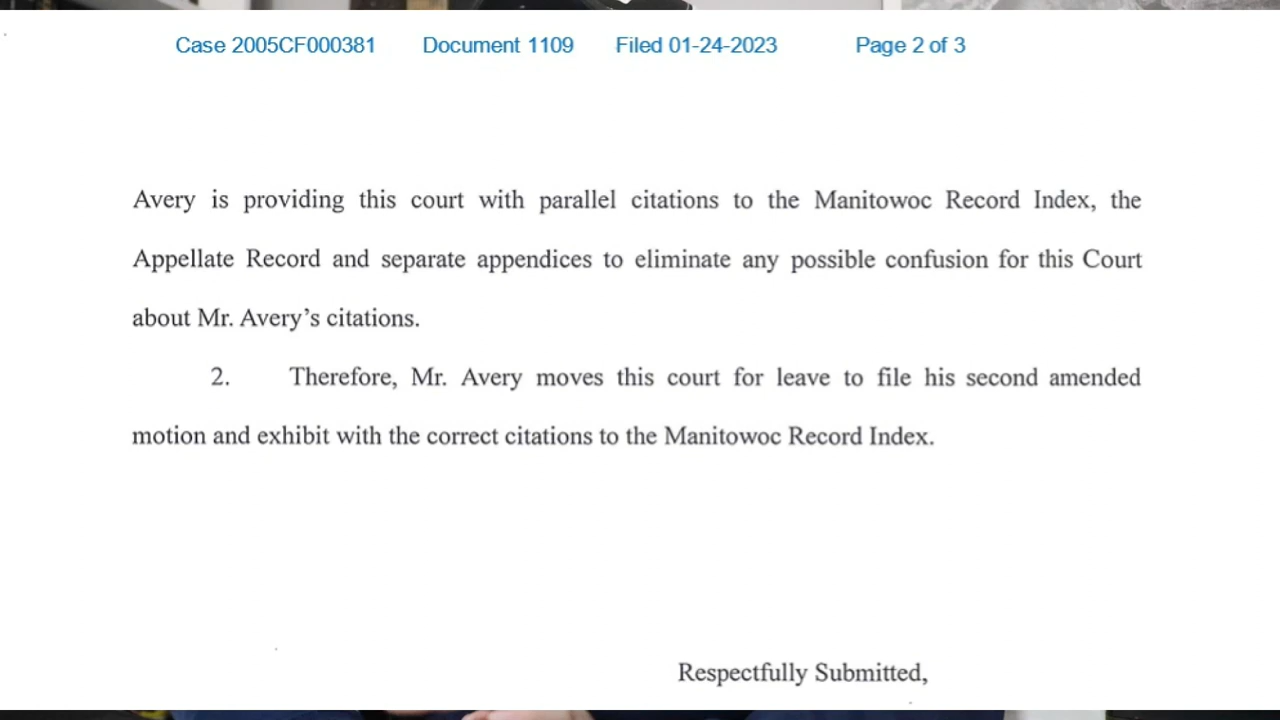 Case 2005CF000381 Document 1109 Filed 01-24-2023 Page 2 of 3
Avery is providing this court with parallel citations to the Manitowoc Record Index, the
Appellate Record and separate appendices to eliminate any possible confusion for this Court
about Mr. Avery’s citations.
2. Therefore, Mr. Avery moves this court for leave to file his second amended
motion and exhibit with the correct citations to the Manitowoc Record Index.
Respectfully Submitted,